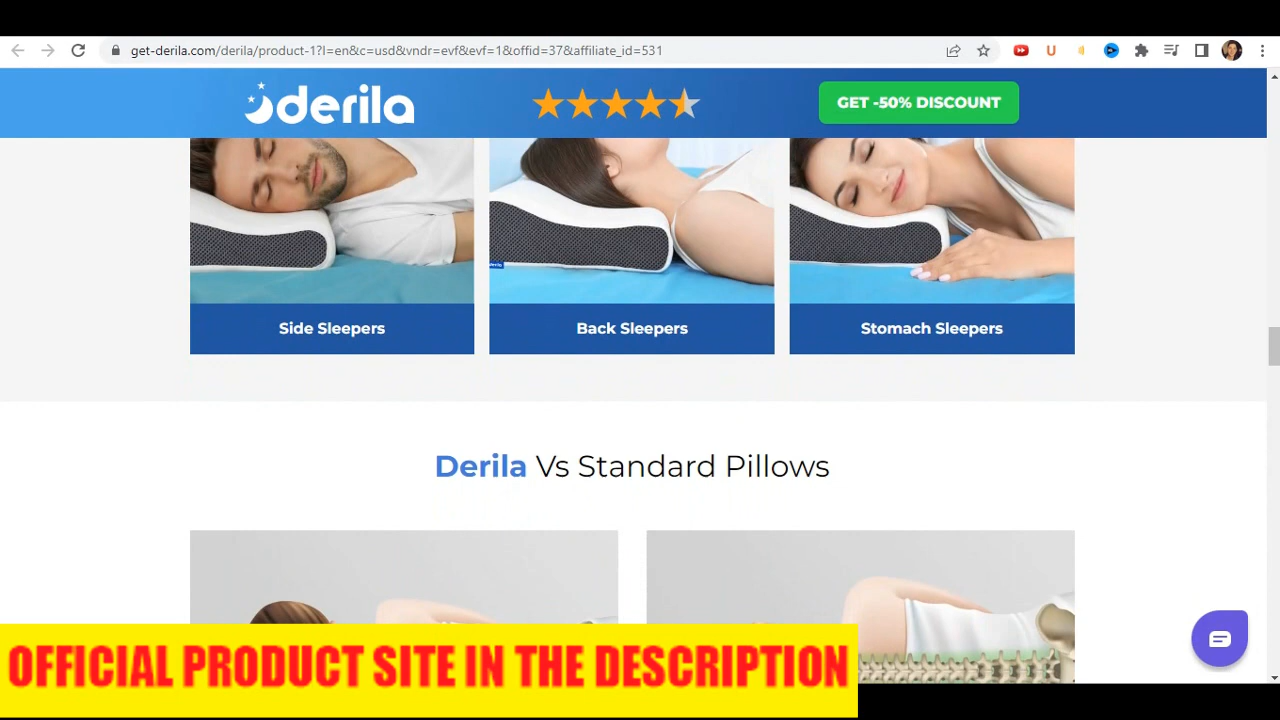 get-derila.com/derila/product-1?l=en&c=usd&vndr=evf&evf=1&offid=37&affiliate_id=531
derila
GET -50% DISCOUNT
derila
Side Sleepers
Back Sleepers
Stomach Sleepers
Derila Vs Standard Pillows
OFFICIAL PRODUCT SITE IN THE DESCRIPTION